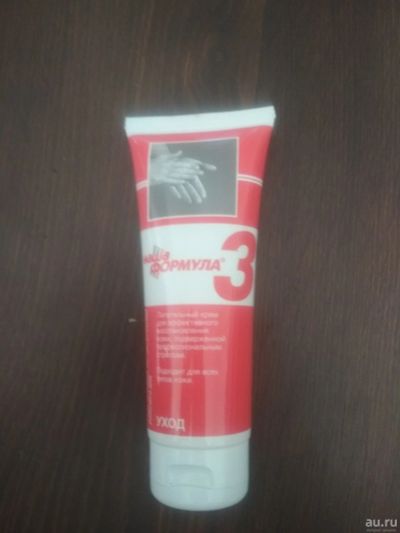 наша
ФОРМУЛА®
3
Питательный крем
для эффективного
восстановления
кожи, подверженной
профессиональным
стрессам.
Подходит для всех
типов кожи.
УХОД
au.ru